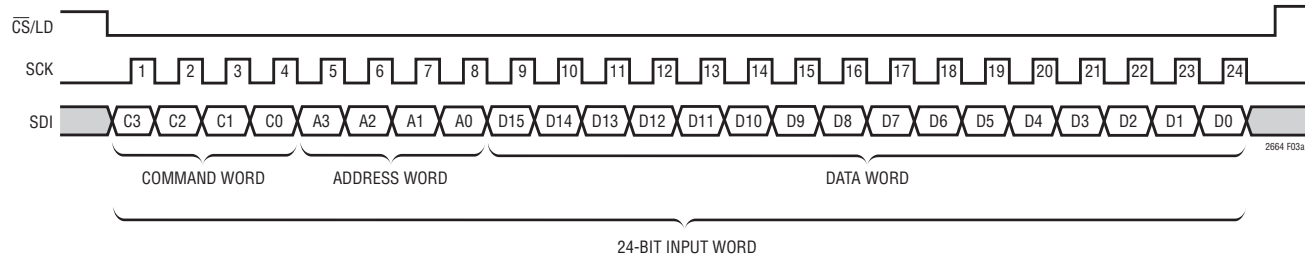 CS/LD
SCK 1 2 3 4 5 6 7 8 9 10 11 12 13 14 15 16 17 18 19 20 21 22 23 24
SDI C3 C2 C1 C0 A3 A2 A1 A0 D15 D14 D13 D12 D11 D10 D9 D8 D7 D6 D5 D4 D3 D2 D1 D0
2664 F03a
COMMAND WORD ADDRESS WORD DATA WORD
24-BIT INPUT WORD